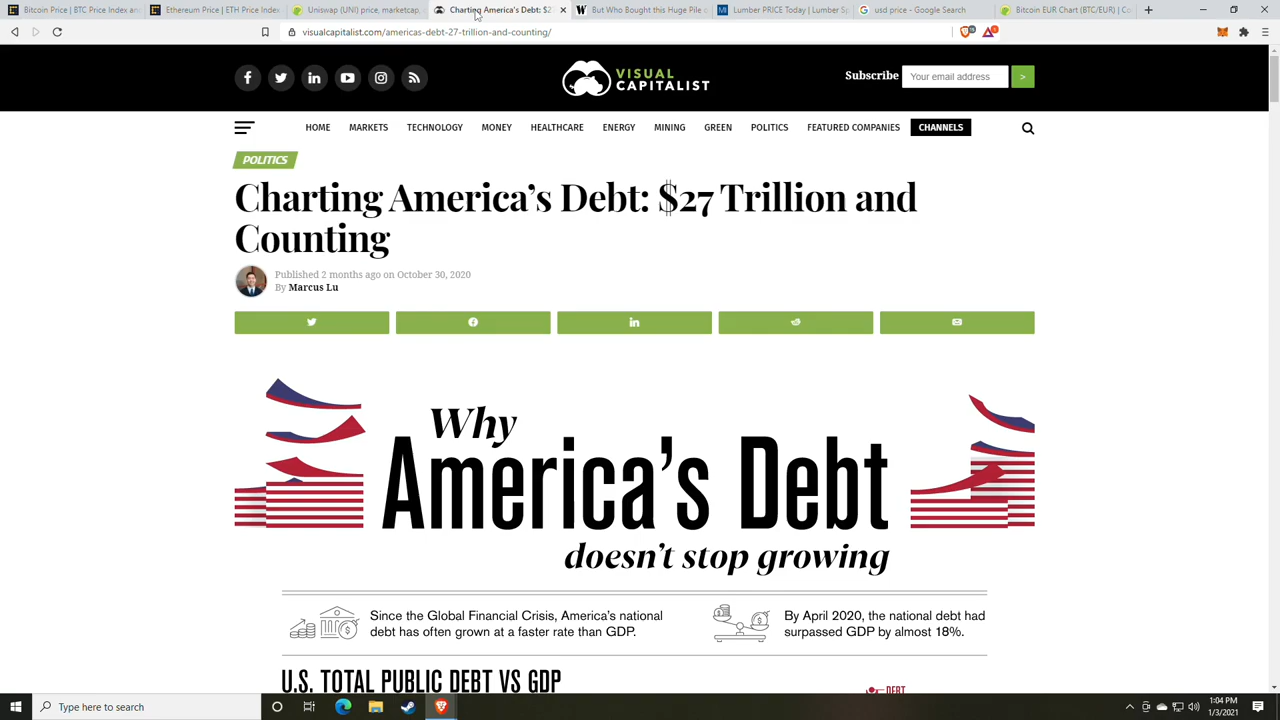 Bitcoin Price | BTC Price Index and
Ethereum Price | ETH Price Index
Uniswap (UNI) price, marketcap,
Charting America's Debt: $27
But Who Bought this Huge Pile o
Lumber PRICE Today | Lumber S
usd price - Google Search
Bitcoin EUR Chart (BTC/EUR) | Co
visualcapitalist.com/americas-debt-27-trillion-and-counting/
VISUAL
CAPITALIST
Subscribe
Your email address
>
HOME
MARKETS
TECHNOLOGY
MONEY
HEALTHCARE
ENERGY
MINING
GREEN
POLITICS
FEATURED COMPANIES
CHANNELS
POLITICS
Charting America's Debt: $27 Trillion and
Counting
Published 2 months ago on October 30, 2020
By Marcus Lu
Why
America's Debt
doesn't stop growing
Since the Global Financial Crisis, America's national
debt has often grown at a faster rate than GDP.
By April 2020, the national debt had
surpassed GDP by almost 18%.
U.S. TOTAL PUBLIC DEBT VS GDP
DEBT
Type here to search
1:04 PM
1/3/2021